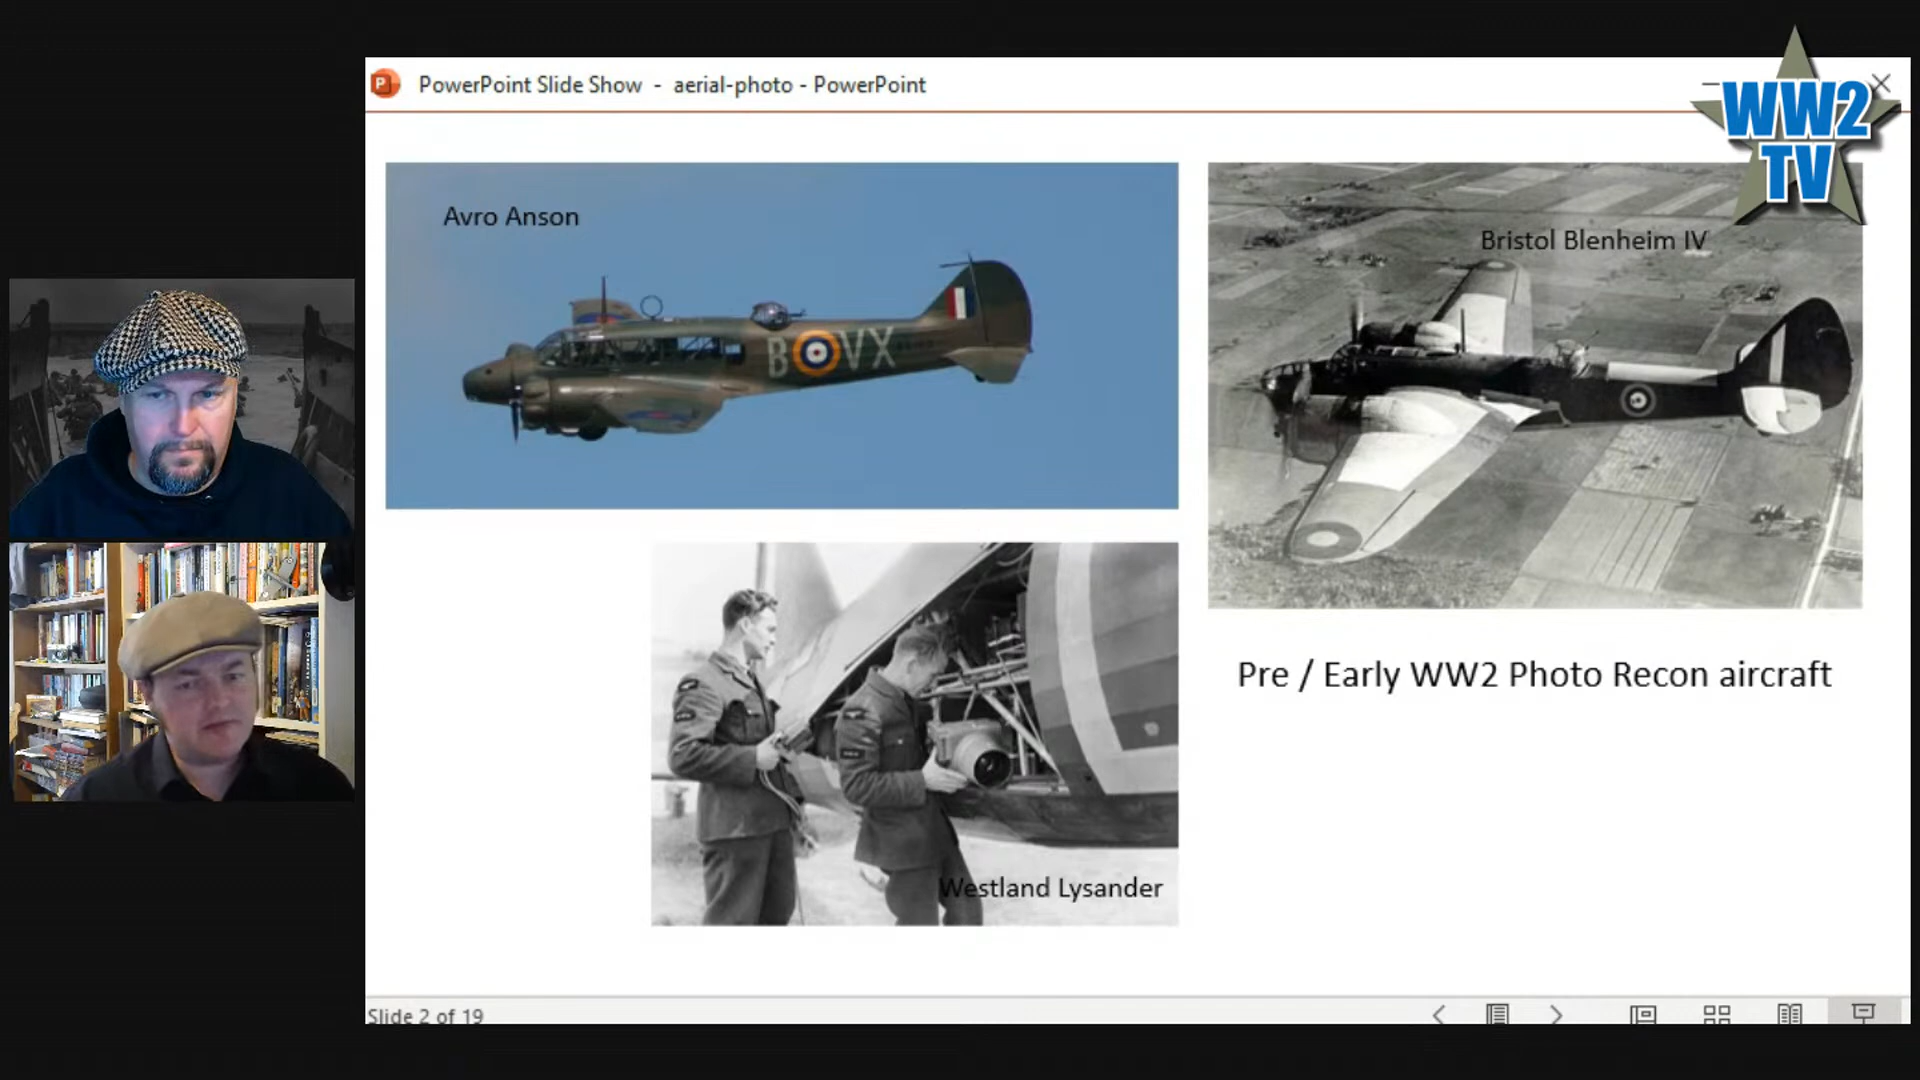 PowerPoint Slide Show - aerial-photo - PowerPoint
WW2
TV
Avro Anson
Bristol Blenheim IV
B VX
Pre / Early WW2 Photo Recon aircraft
Westland Lysander
Slide 2 of 19